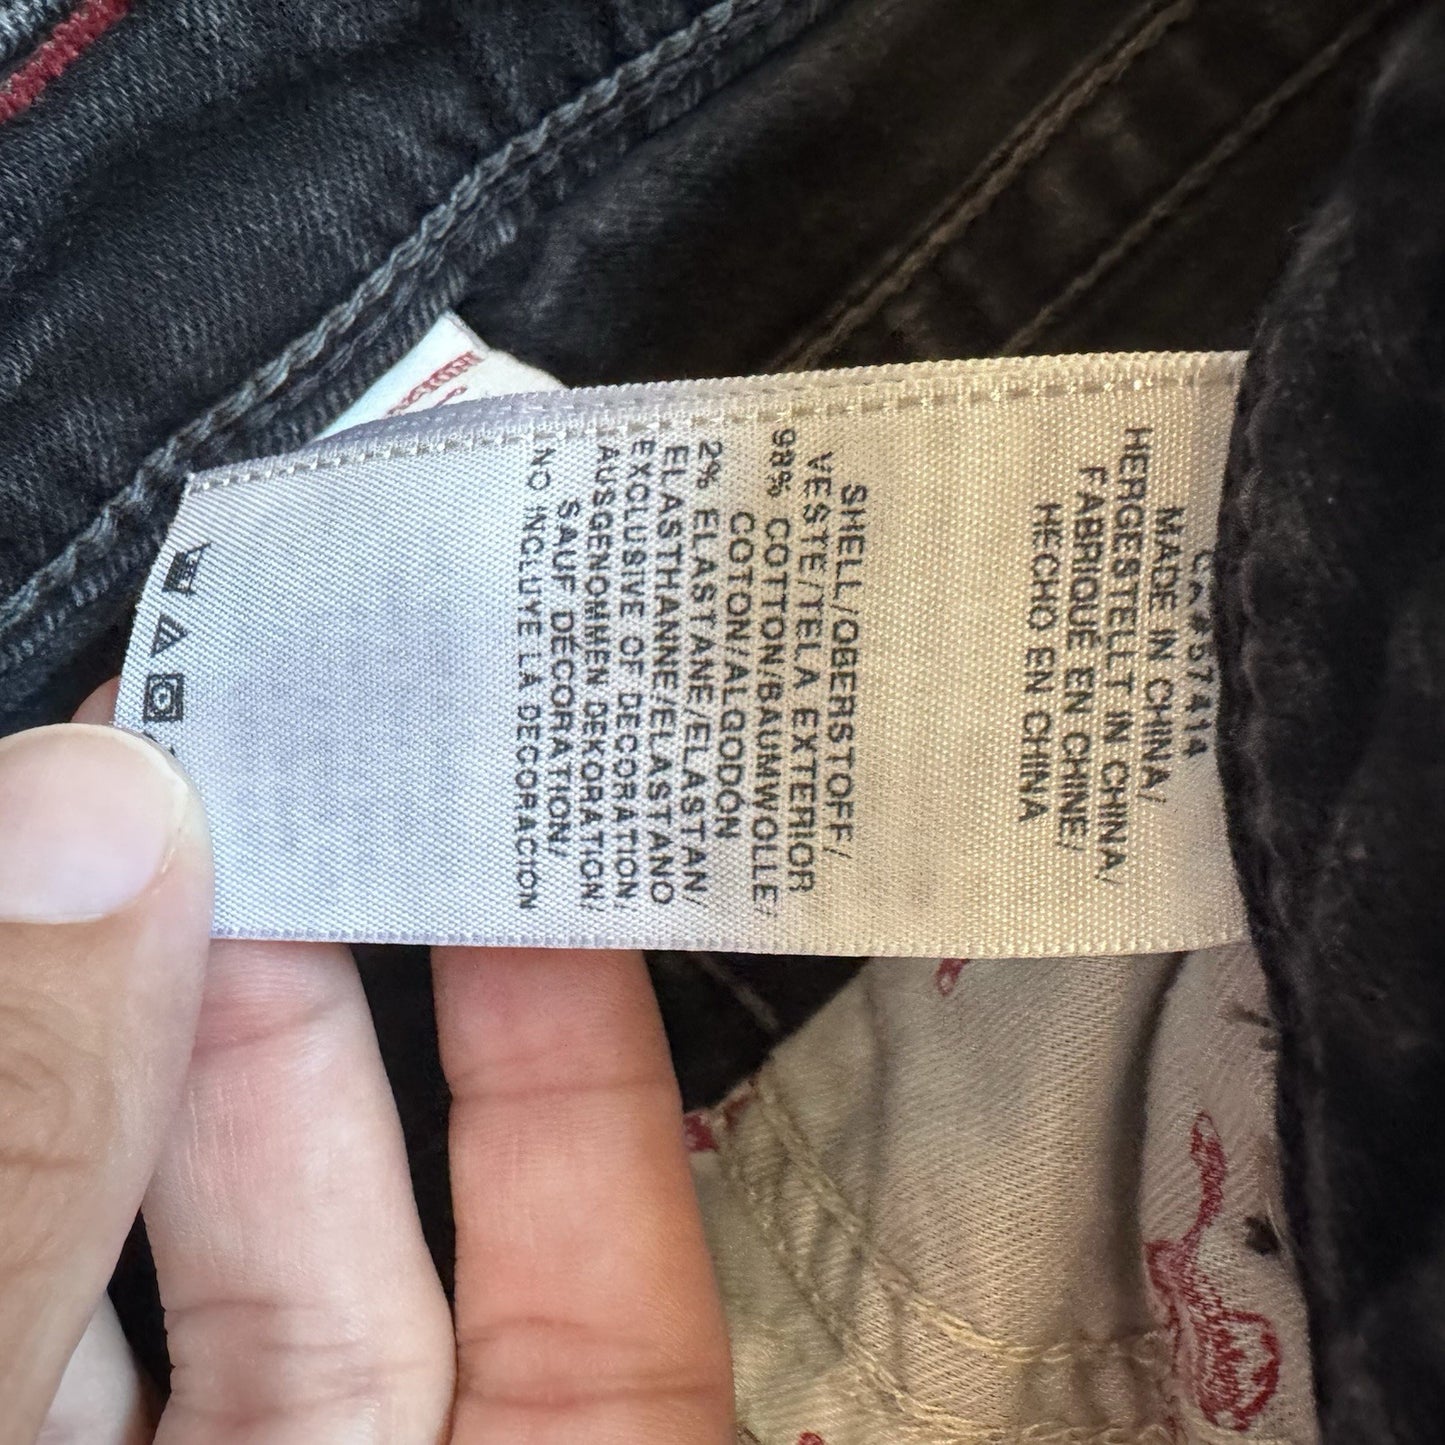 CA#57414
MADE IN CHINA/
HERGESTELLT IN CHINA/
FABRIQUÉ EN CHINE/
HECHO EN CHINA
SHELL/OBERSTOFF/
VESTE/TELA EXTERIOR
98% COTTON/BAUMWOLLE/
COTON/ALGODÓN
2% ELASTANE/ELASTAN/
ELASTHANNE/ELASTANO
EXCLUSIVE OF DECORATION/
AUSGENOMMEN DEKORATION/
SAUF DÉCORATION/
NO INCLUYE LA DECORACIÓN